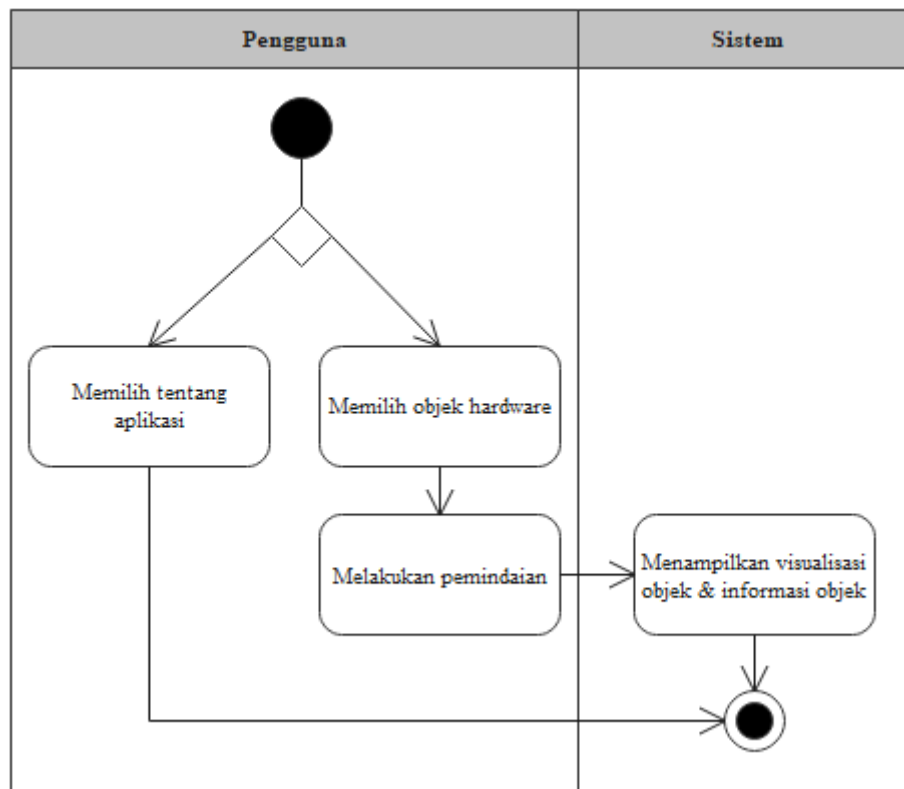 Pengguna
Sistem
Memilih tentang
aplikasi
Memilih objek hardware
Melakukan pemindaian
Menampilkan visualisasi
objek & informasi objek